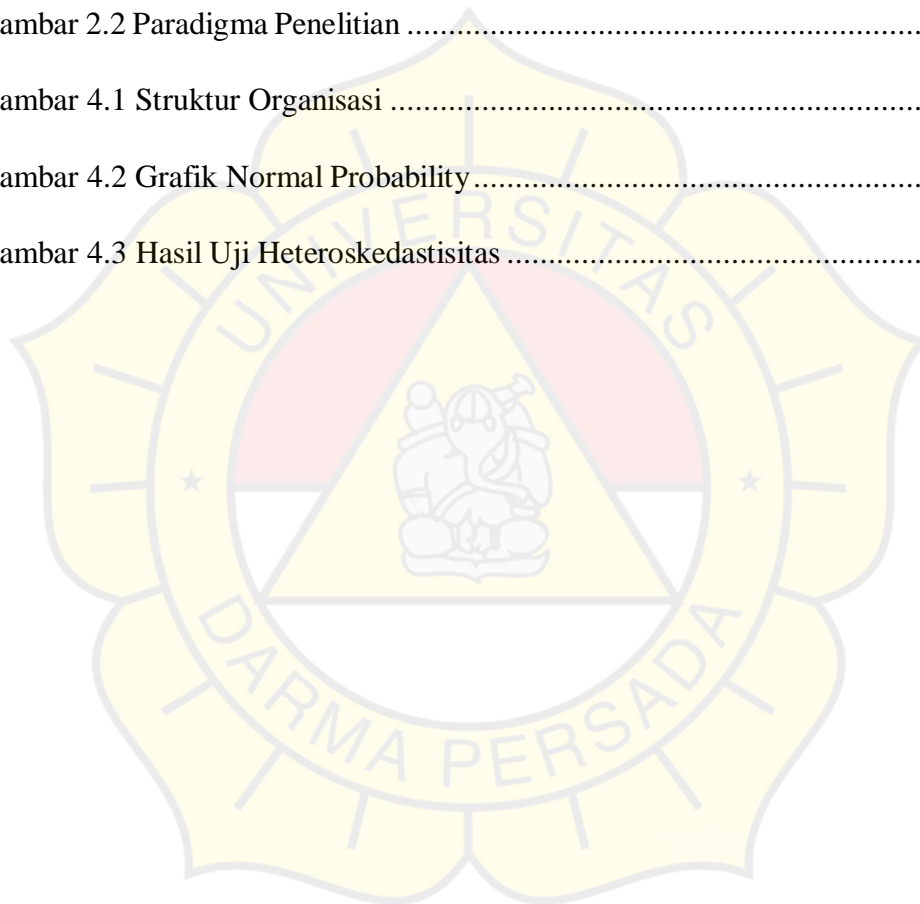 ambar 2.2 Paradigma Penelitian ....................................................................
ambar 4.1 Struktur Organisasi ......................................................................
ambar 4.2 Grafik Normal Probability ............................................................
ambar 4.3 Hasil Uji Heteroskedastisitas .......................................................
UNIVERSITAS
DARMA PERSADA